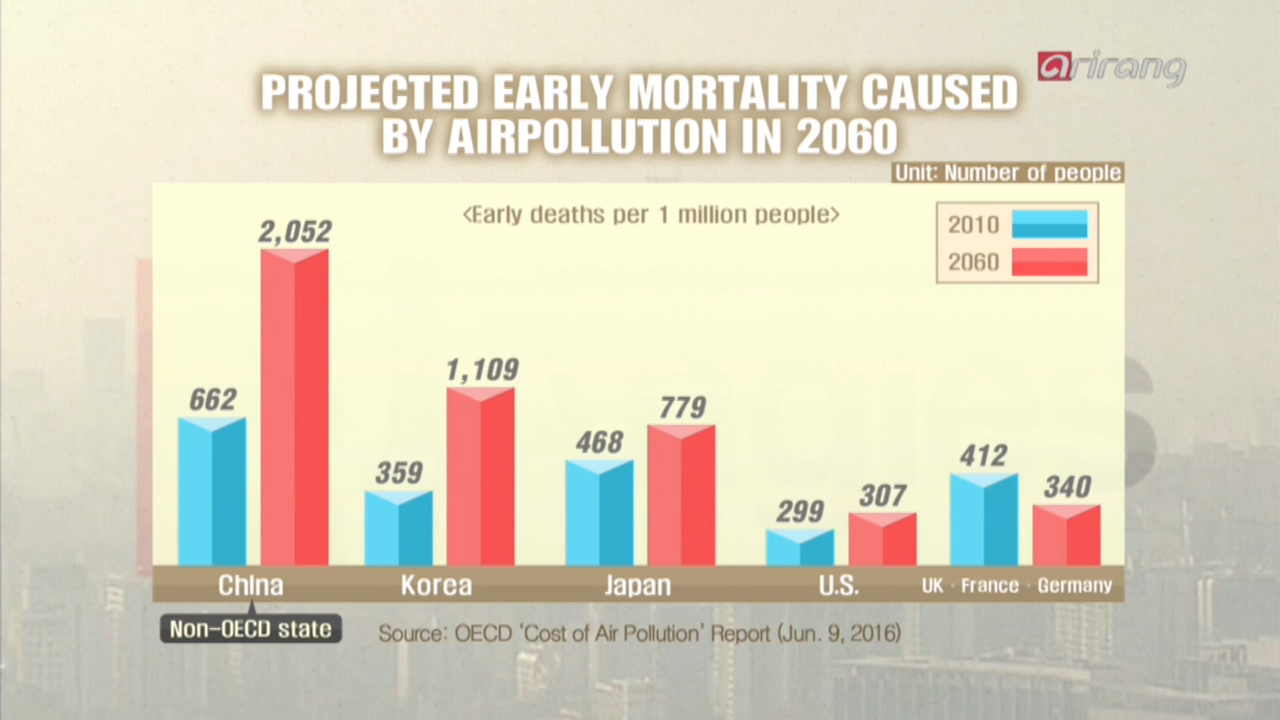 arirang
PROJECTED EARLY MORTALITY CAUSED
BY AIRPOLLUTION IN 2060
Unit: Number of people
<Early deaths per 1 million people>
2010
2060
662
2,052
359
1,109
468
779
299
307
412
340
China
Korea
Japan
U.S.
UK · France · Germany
Non-OECD state
Source: OECD ‘Cost of Air Pollution’ Report (Jun. 9, 2016)